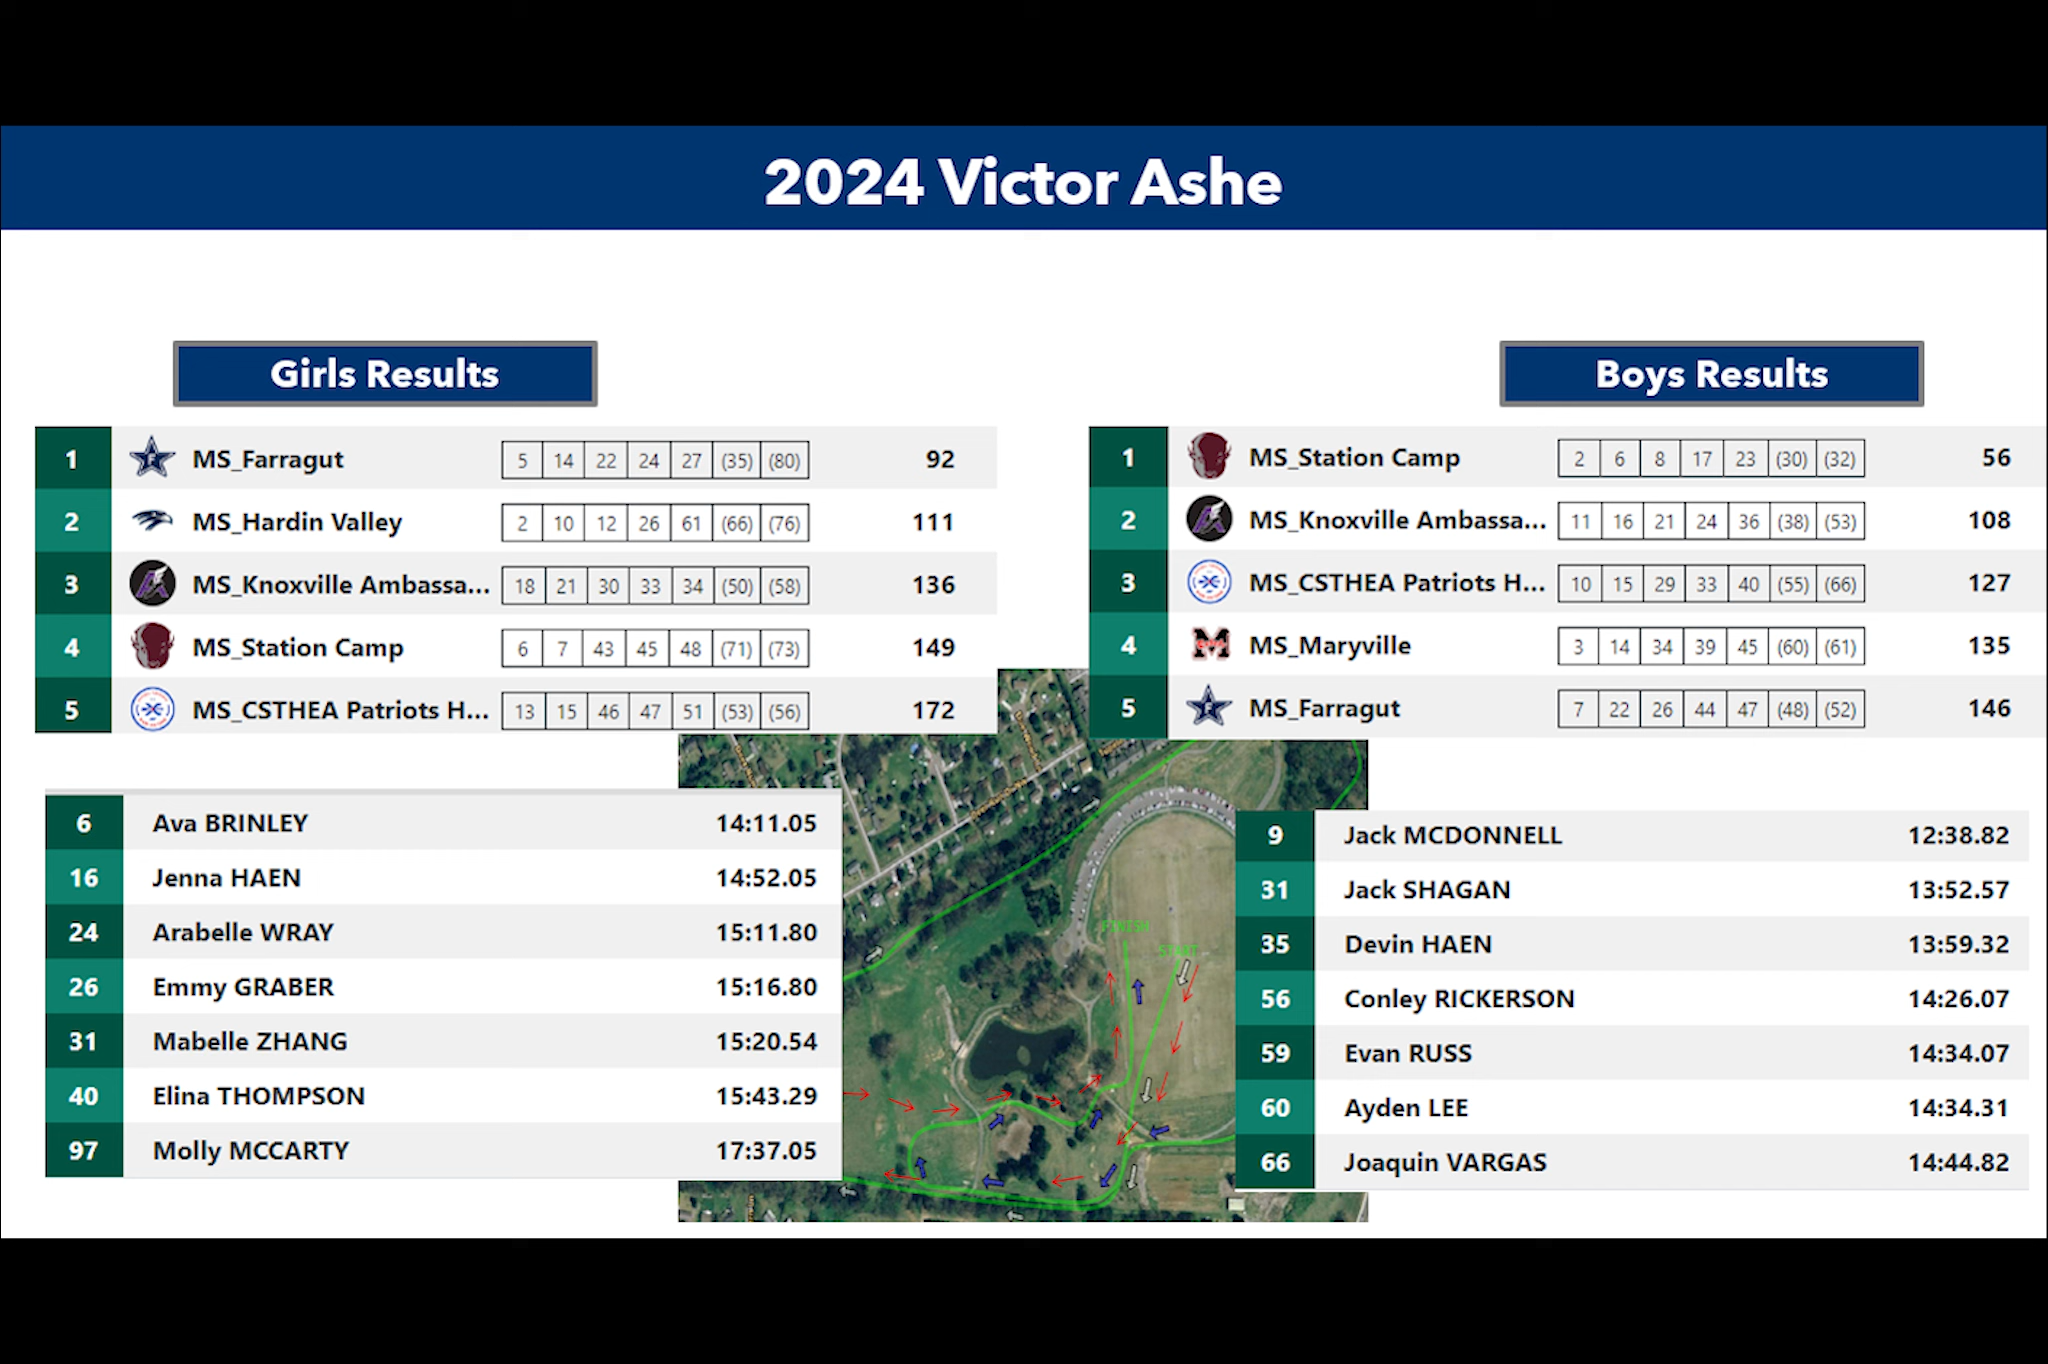 2024 Victor Ashe
Girls Results
1 MS_Farragut 5 14 22 24 27 (35) (80) 92
2 MS_Hardin Valley 2 10 12 26 61 (66) (76) 111
3 MS_Knoxville Ambassa... 18 21 30 33 34 (50) (58) 136
4 MS_Station Camp 6 7 43 45 48 (71) (73) 149
5 MS_CSTHEA Patriots H... 13 15 46 47 51 (53) (56) 172
6 Ava BRINLEY 14:11.05
16 Jenna HAEN 14:52.05
24 Arabelle WRAY 15:11.80
26 Emmy GRABER 15:16.80
31 Mabelle ZHANG 15:20.54
40 Elina THOMPSON 15:43.29
97 Molly MCCARTY 17:37.05
Boys Results
1 MS_Station Camp 2 6 8 17 23 (30) (32) 56
2 MS_Knoxville Ambassa... 11 16 21 24 36 (38) (53) 108
3 MS_CSTHEA Patriots H... 10 15 29 33 40 (55) (66) 127
4 MS_Maryville 3 14 34 39 45 (60) (61) 135
5 MS_Farragut 7 22 26 44 47 (48) (52) 146
9 Jack MCDONNELL 12:38.82
31 Jack SHAGAN 13:52.57
35 Devin HAEN 13:59.32
56 Conley RICKERSON 14:26.07
59 Evan RUSS 14:34.07
60 Ayden LEE 14:34.31
66 Joaquin VARGAS 14:44.82
FINISH
START